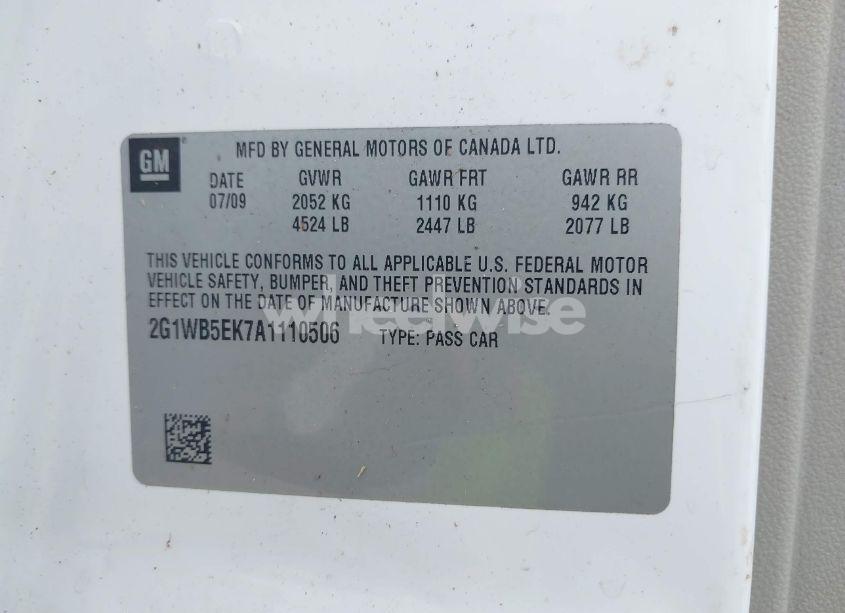 GM
MFD BY GENERAL MOTORS OF CANADA LTD.
DATE GVWR GAWR FRT GAWR RR
07/09 2052 KG 1110 KG 942 KG
4524 LB 2447 LB 2077 LB
THIS VEHICLE CONFORMS TO ALL APPLICABLE U.S. FEDERAL MOTOR
VEHICLE SAFETY, BUMPER, AND THEFT PREVENTION STANDARDS IN
EFFECT ON THE DATE OF MANUFACTURE SHOWN ABOVE.
wheelwise
2G1WB5EK7A1110506 TYPE: PASS CAR